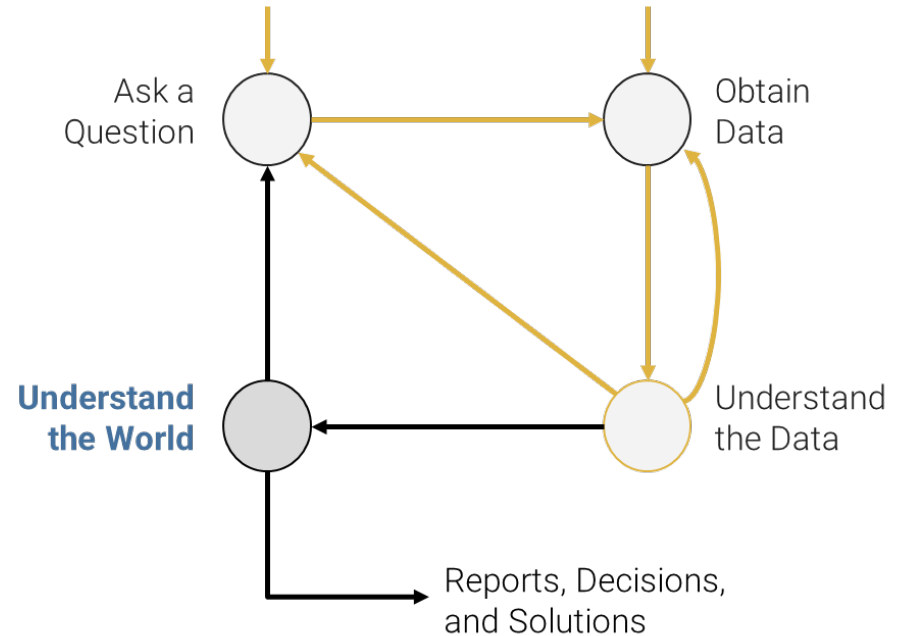 Ask a
Question
Obtain
Data
Understand
the World
Understand
the Data
Reports, Decisions,
and Solutions